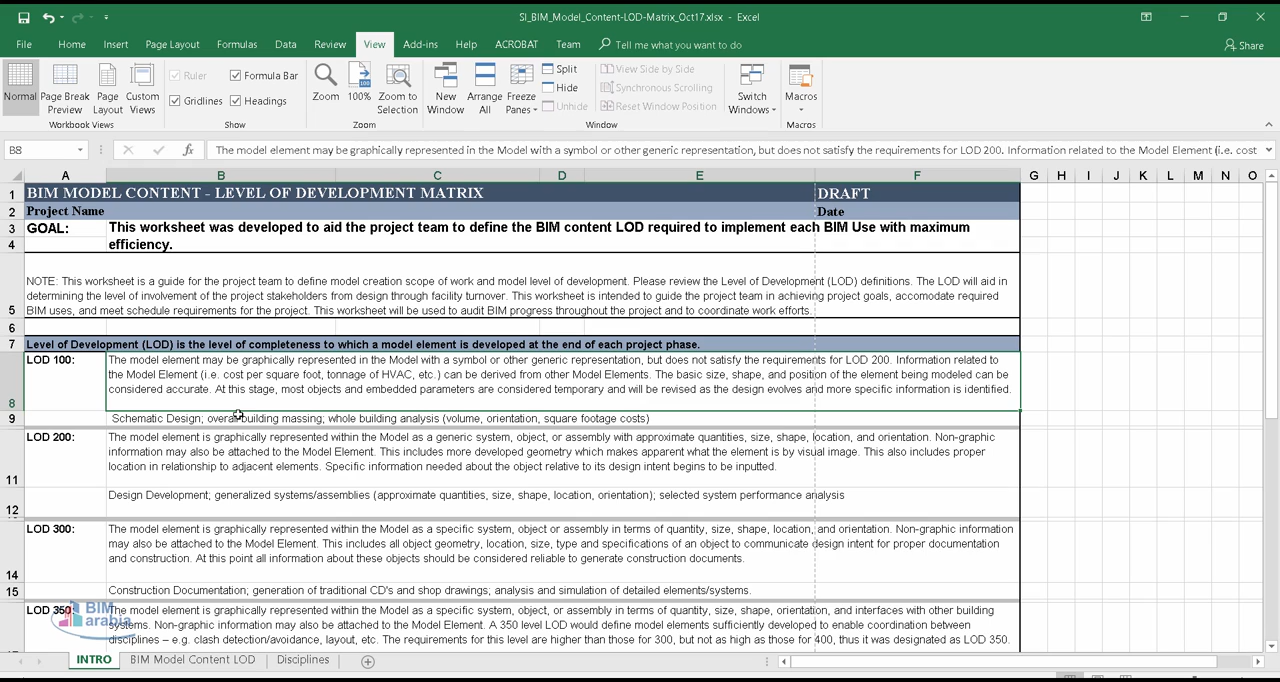 SI_BIM_Model_Content-LOD-Matrix_Oct17.xlsx - Excel
File Home Insert Page Layout Formulas Data Review View Add-ins Help ACROBAT Team Tell me what you want to do Share
Normal Page Break Preview Page Layout Custom Views
Workbook Views
Ruler Formula Bar
Gridlines Headings
Show
Zoom 100% Zoom to Selection
Zoom
New Window Arrange All Freeze Panes
Split
Hide
Unhide
View Side by Side
Synchronous Scrolling
Reset Window Position
Window
Switch Windows
Macros
Macros
B8 fx The model element may be graphically represented in the Model with a symbol or other generic representation, but does not satisfy the requirements for LOD 200. Information related to the Model Element (i.e. cost
A B C D E F G H I J K L M N O
1 BIM MODEL CONTENT - LEVEL OF DEVELOPMENT MATRIX DRAFT
2 Project Name Date
3 GOAL: This worksheet was developed to aid the project team to define the BIM content LOD required to implement each BIM Use with maximum
4 efficiency.
NOTE: This worksheet is a guide for the project team to define model creation scope of work and model level of development. Please review the Level of Development (LOD) definitions. The LOD will aid in
determining the level of involvement of the project stakeholders from design through facility turnover. This worksheet is intended to guide the project team in achieving project goals, accomodate required
5 BIM uses, and meet schedule requirements for the project. This worksheet will be used to audit BIM progress throughout the project and to coordinate work efforts.
6
7 Level of Development (LOD) is the level of completeness to which a model element is developed at the end of each project phase.
LOD 100: The model element may be graphically represented in the Model with a symbol or other generic representation, but does not satisfy the requirements for LOD 200. Information related to
the Model Element (i.e. cost per square foot, tonnage of HVAC, etc.) can be derived from other Model Elements. The basic size, shape, and position of the element being modeled can be
considered accurate. At this stage, most objects and embedded parameters are considered temporary and will be revised as the design evolves and more specific information is identified.
8
9 Schematic Design; overall building massing; whole building analysis (volume, orientation, square footage costs)
LOD 200: The model element is graphically represented within the Model as a generic system, object, or assembly with approximate quantities, size, shape, location, and orientation. Non-graphic
information may also be attached to the Model Element. This includes more developed geometry which makes apparent what the element is by visual image. This also includes proper
location in relationship to adjacent elements. Specific information needed about the object relative to its design intent begins to be inputted.
11
Design Development; generalized systems/assemblies (approximate quantities, size, shape, location, orientation); selected system performance analysis
12
LOD 300: The model element is graphically represented within the Model as a specific system, object or assembly in terms of quantity, size, shape, location, and orientation. Non-graphic information
may also be attached to the Model Element. This includes all object geometry, location, size, type and specifications of an object to communicate design intent for proper documentation
and construction. At this point all information about these objects should be considered reliable to generate construction documents.
14
15 Construction Documentation; generation of traditional CD's and shop drawings; analysis and simulation of detailed elements/systems.
LOD 350: The model element is graphically represented within the Model as a specific system, object, or assembly in terms of quantity, size, shape, orientation, and interfaces with other building
systems. Non-graphic information may also be attached to the Model Element. A 350 level LOD would define model elements sufficiently developed to enable coordination between
disciplines – e.g. clash detection/avoidance, layout, etc. The requirements for this level are higher than those for 300, but not as high as those for 400, thus it was designated as LOD 350.
BIM
arabia
INTRO BIM Model Content LOD Disciplines